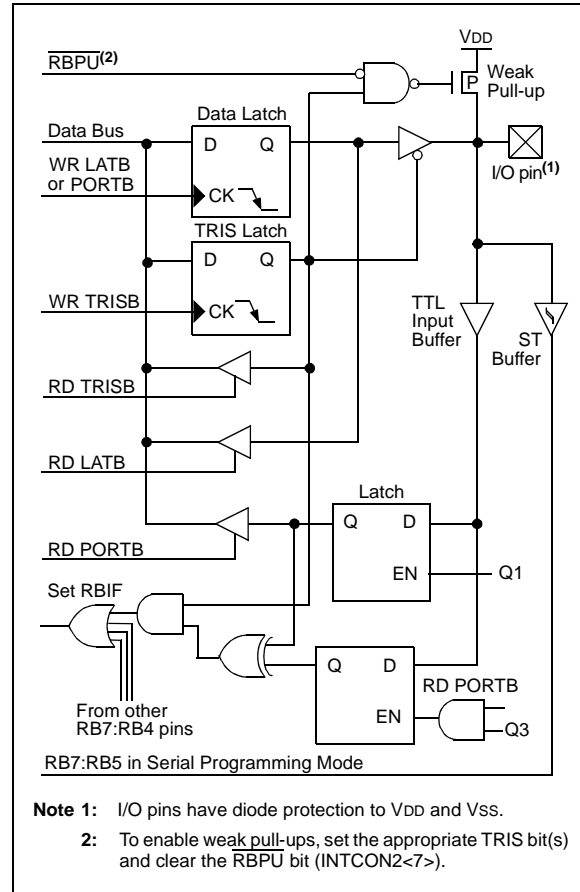 VDD
RBPU(2)
Weak
Pull-up
P
Data Latch
Data Bus
D Q
WR LATB
or PORTB
CK
I/O pin(1)
TRIS Latch
D Q
WR TRISB
CK
TTL
Input
Buffer
ST
Buffer
RD TRISB
RD LATB
Latch
Q D
RD PORTB
EN
Q1
Set RBIF
Q D
RD PORTB
EN
Q3
From other
RB7:RB4 pins
RB7:RB5 in Serial Programming Mode
Note 1: I/O pins have diode protection to VDD and VSS.
2: To enable weak pull-ups, set the appropriate TRIS bit(s)
and clear the RBPU bit (INTCON2<7>).